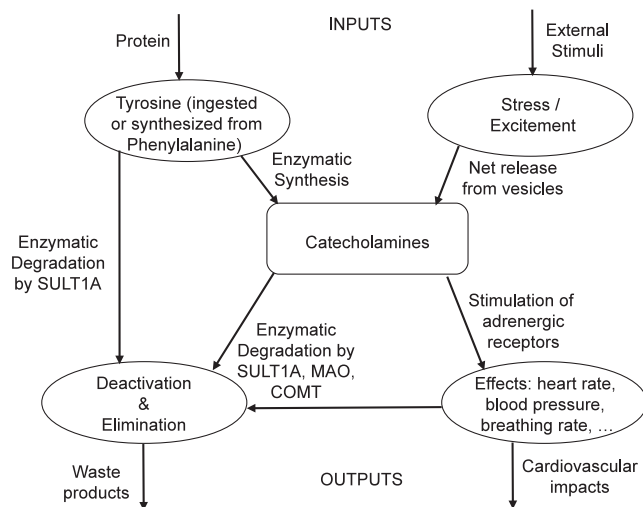 INPUTS
Protein
External
Stimuli
Tyrosine (ingested
or synthesized from
Phenylalanine)
Stress /
Excitement
Enzymatic
Synthesis
Net release
from vesicles
Catecholamines
Enzymatic
Degradation
by SULT1A
Stimulation of
adrenergic
receptors
Enzymatic
Degradation by
SULT1A, MAO,
COMT
Deactivation
&
Elimination
Effects: heart rate,
blood pressure,
breathing rate, …
Waste
products
OUTPUTS
Cardiovascular
impacts